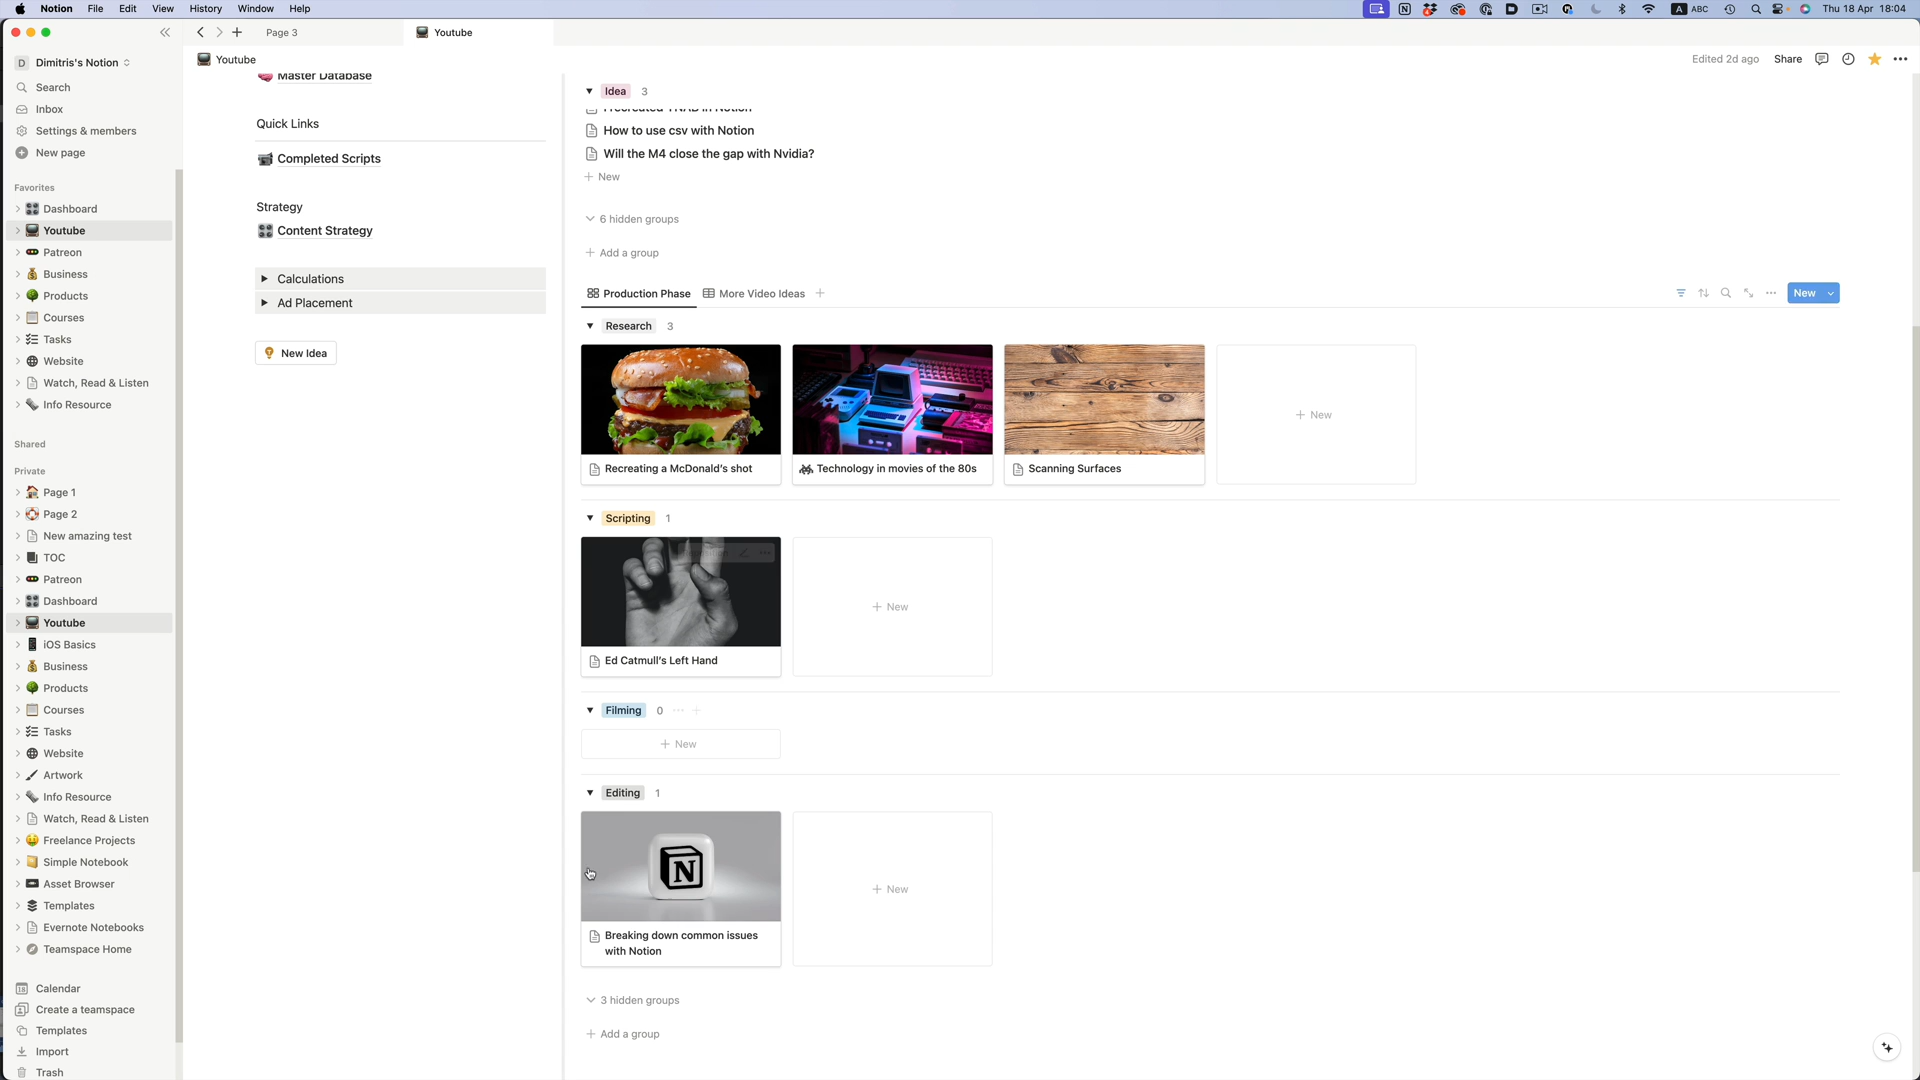 Notion File Edit View History Window Help
A ABC Thu 18 Apr 18:04
Page 3
Youtube
D Dimitris's Notion
Youtube
Edited 2d ago Share
Search
Inbox
Settings & members
New page
Favorites
Dashboard
Youtube
Patreon
Business
Products
Courses
Tasks
Website
Watch, Read & Listen
Info Resource
Shared
Private
Page 1
Page 2
New amazing test
TOC
Patreon
Dashboard
Youtube
iOS Basics
Business
Products
Courses
Tasks
Website
Artwork
Info Resource
Watch, Read & Listen
Freelance Projects
Simple Notebook
Asset Browser
Templates
Evernote Notebooks
Teamspace Home
Calendar
Create a teamspace
Templates
Import
Trash
Master Database
Quick Links
Completed Scripts
Strategy
Content Strategy
Calculations
Ad Placement
New Idea
Idea 3
How to use csv with Notion
Will the M4 close the gap with Nvidia?
+ New
6 hidden groups
+ Add a group
Production Phase More Video Ideas +
New
Research 3
Recreating a McDonald's shot
Technology in movies of the 80s
Scanning Surfaces
+ New
Scripting 1
Ed Catmull's Left Hand
+ New
Filming 0
+ New
Editing 1
N
Breaking down common issues
with Notion
+ New
3 hidden groups
+ Add a group